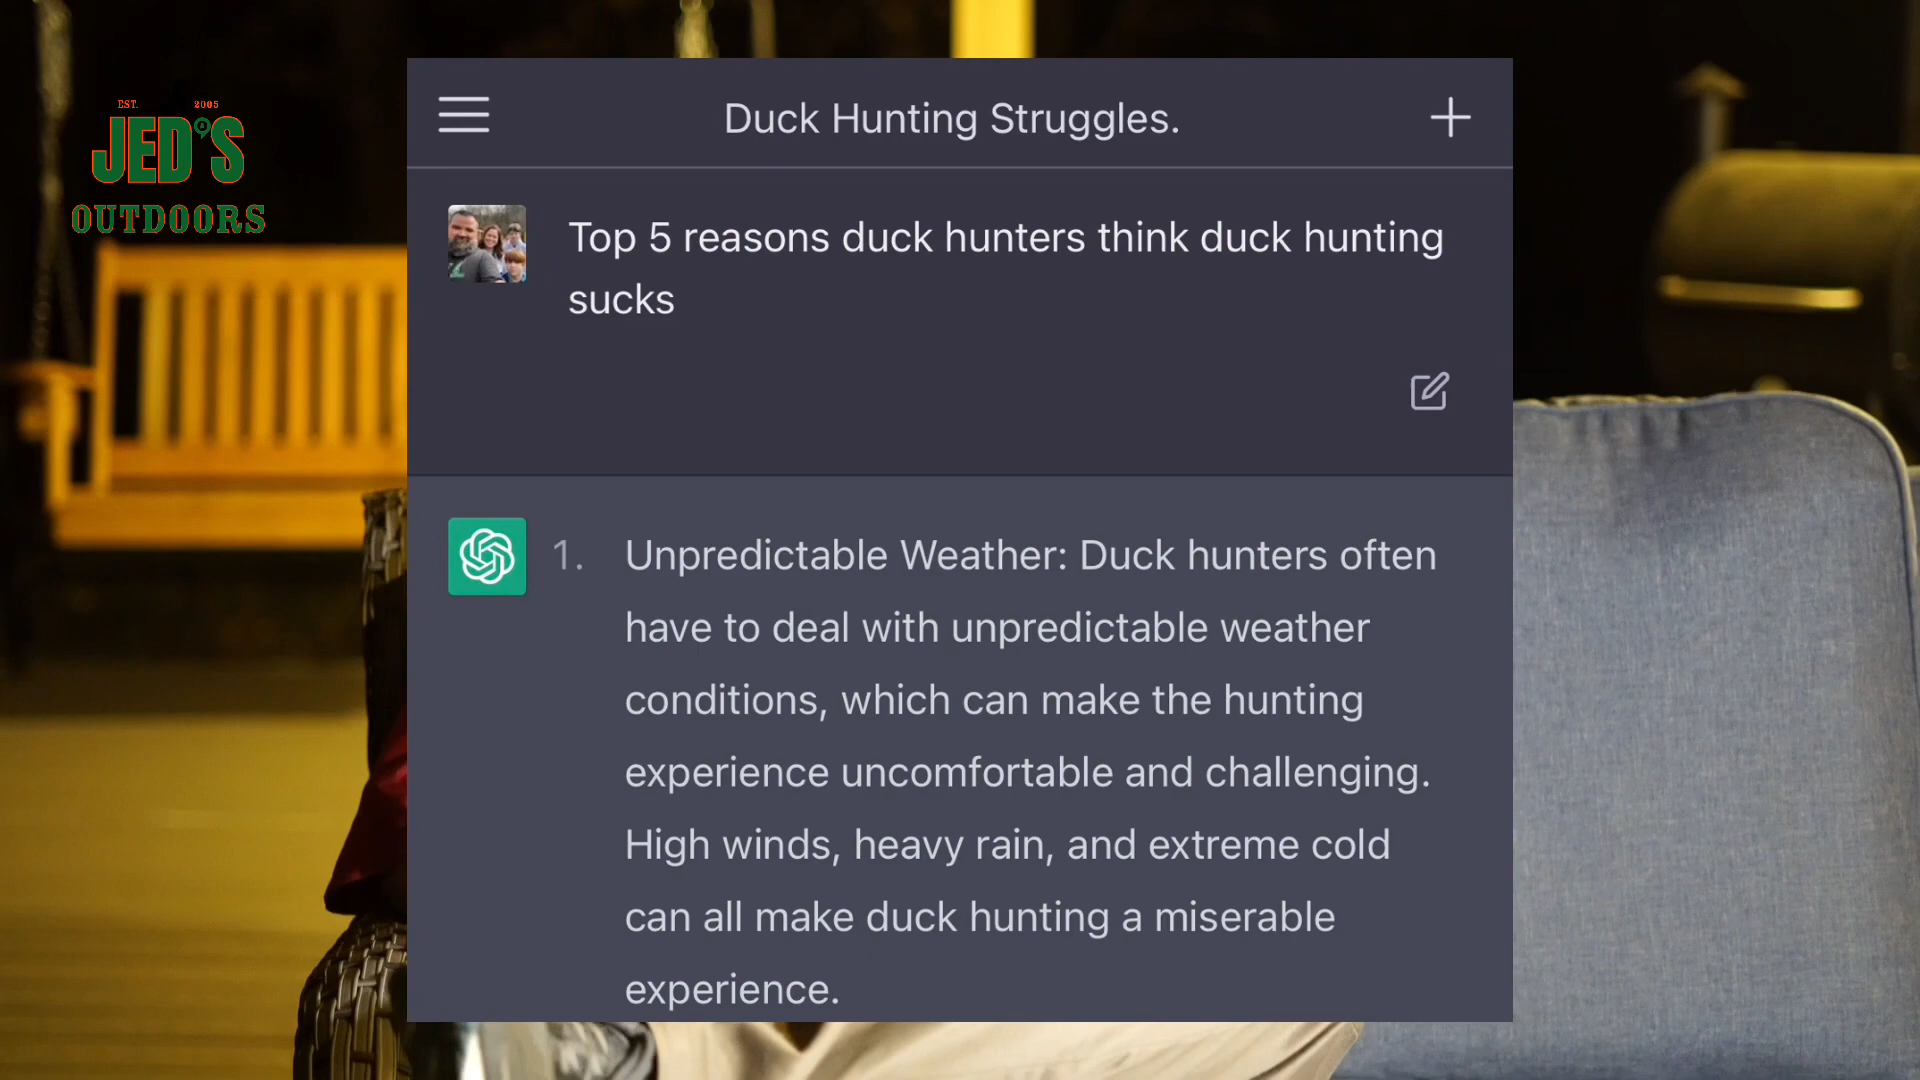 EST. 2005
JED'S
OUTDOORS
Duck Hunting Struggles.
Top 5 reasons duck hunters think duck hunting
sucks
1. Unpredictable Weather: Duck hunters often
have to deal with unpredictable weather
conditions, which can make the hunting
experience uncomfortable and challenging.
High winds, heavy rain, and extreme cold
can all make duck hunting a miserable
experience.